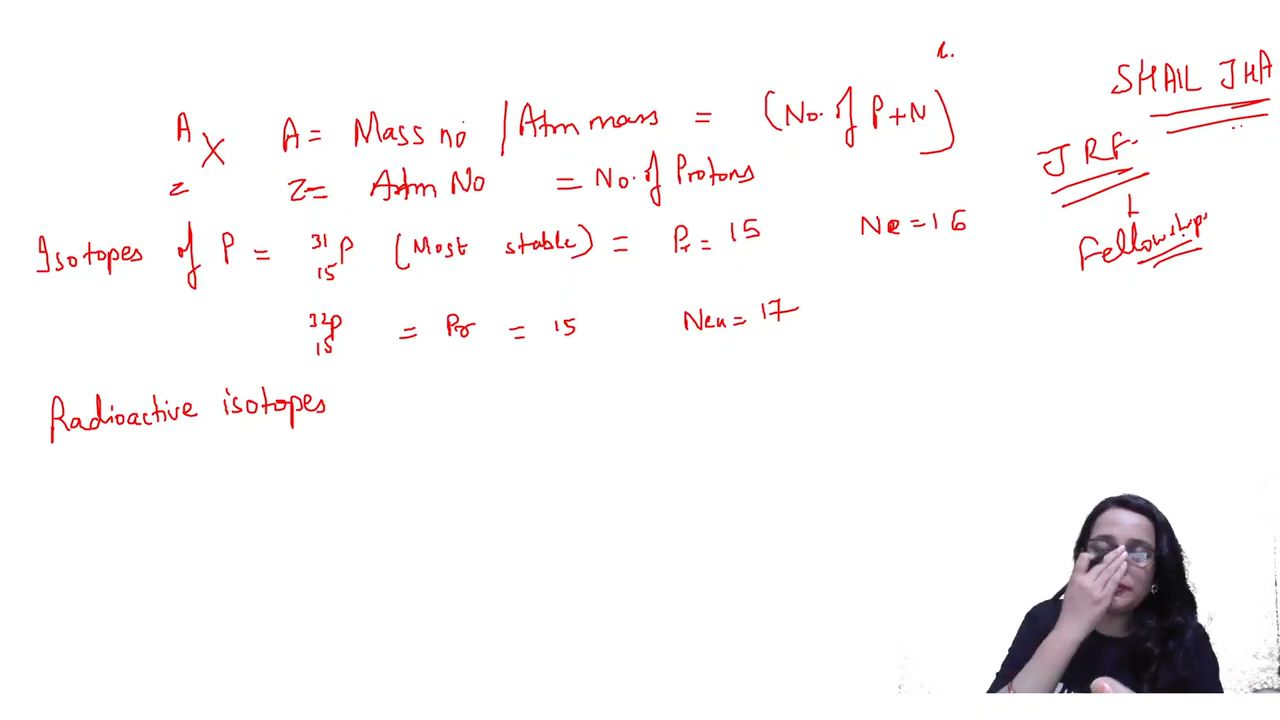 SHAIL JHA
A X A = Mass no / Atm mass = (No. of P+N)
JRF
z z = Atm No = No. of Protons
Fellowships
Isotopes of P = 31 15 P (Most stable) = Pr = 15 Ne = 16
32 15 P = Pr = 15 Neu = 17
Radioactive isotopes